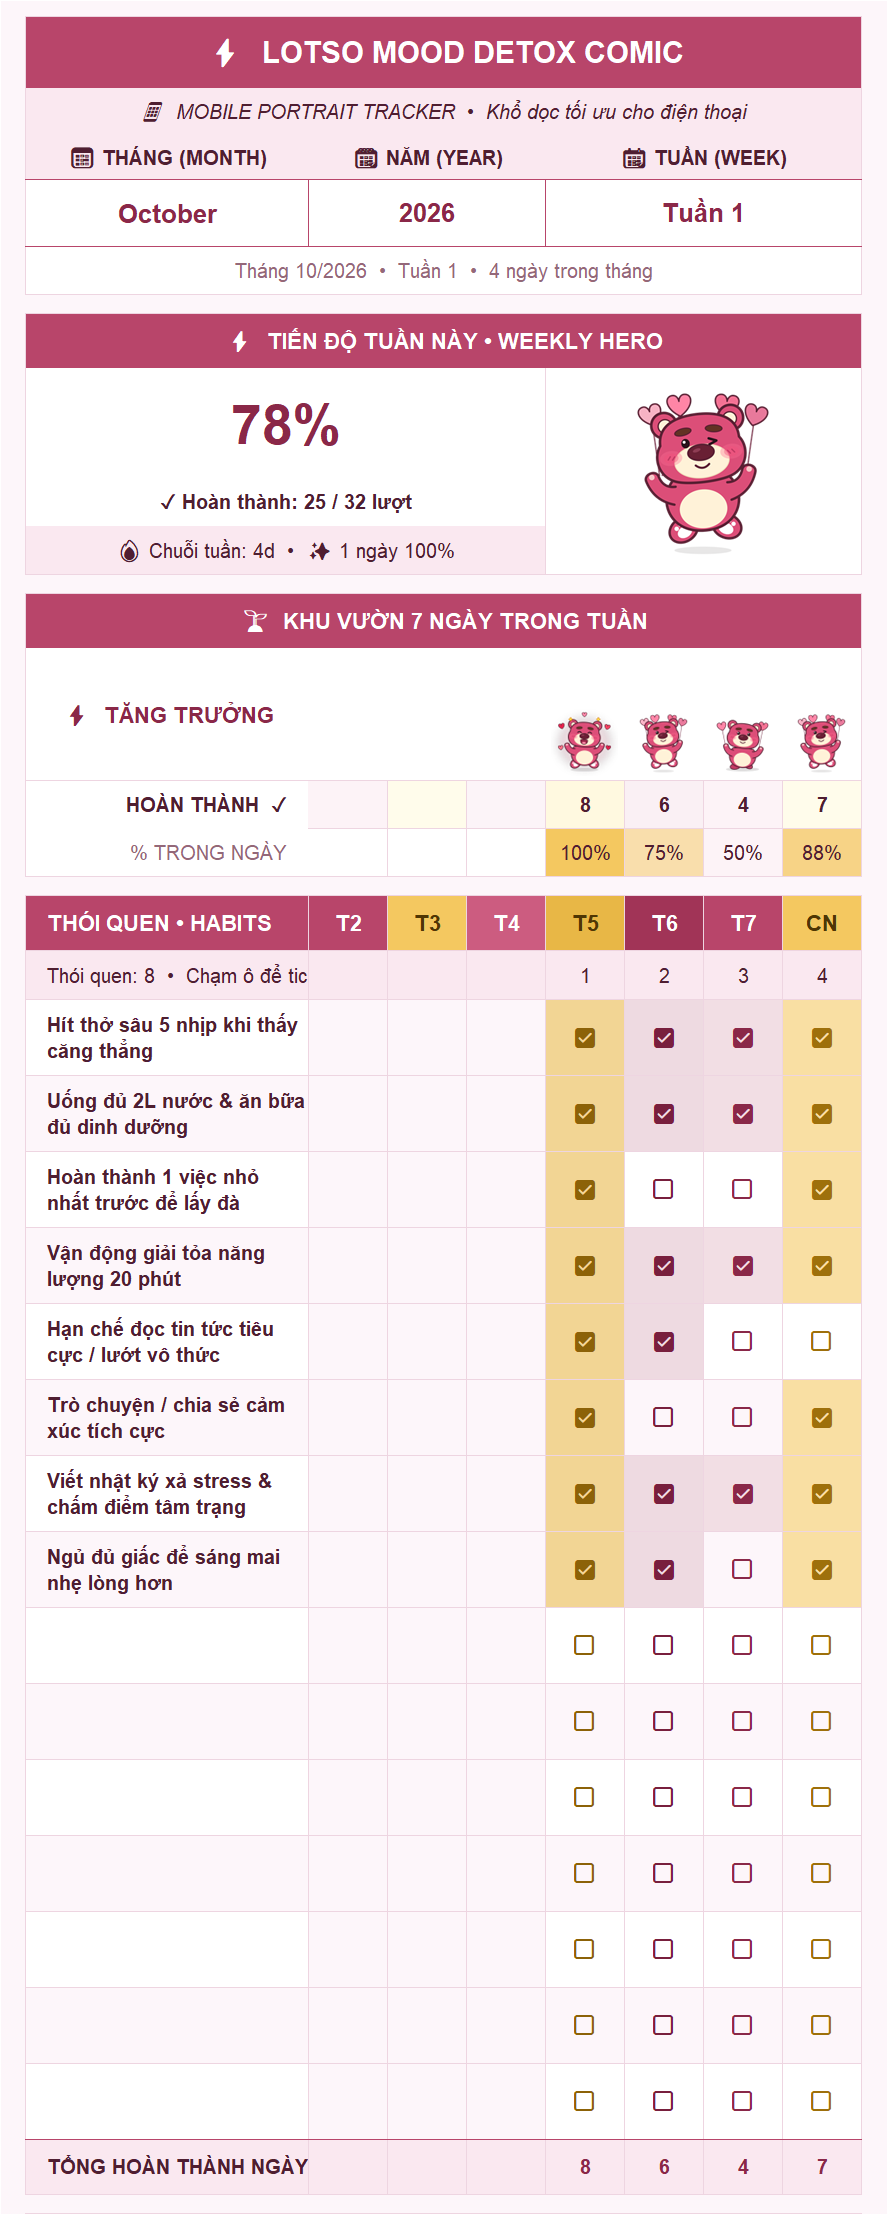 LOTSO MOOD DETOX COMIC
MOBILE PORTRAIT TRACKER • Khổ dọc tối ưu cho điện thoại
THÁNG (MONTH) NĂM (YEAR) TUẦN (WEEK)
October 2026 Tuần 1
Tháng 10/2026 • Tuần 1 • 4 ngày trong tháng
TIẾN ĐỘ TUẦN NÀY • WEEKLY HERO
78%
✓ Hoàn thành: 25 / 32 lượt
Chuỗi tuần: 4d • 1 ngày 100%
KHU VƯỜN 7 NGÀY TRONG TUẦN
TĂNG TRƯỞNG
HOÀN THÀNH ✓ 8 6 4 7
% TRONG NGÀY 100% 75% 50% 88%
THÓI QUEN • HABITS T2 T3 T4 T5 T6 T7 CN
Thói quen: 8 • Chạm ô để tic 1 2 3 4
Hít thở sâu 5 nhịp khi thấy
căng thẳng
Uống đủ 2L nước & ăn bữa
đủ dinh dưỡng
Hoàn thành 1 việc nhỏ
nhất trước để lấy đà
Vận động giải tỏa năng
lượng 20 phút
Hạn chế đọc tin tức tiêu
cực / lướt vô thức
Trò chuyện / chia sẻ cảm
xúc tích cực
Viết nhật ký xả stress &
chấm điểm tâm trạng
Ngủ đủ giấc để sáng mai
nhẹ lòng hơn
TỔNG HOÀN THÀNH NGÀY 8 6 4 7